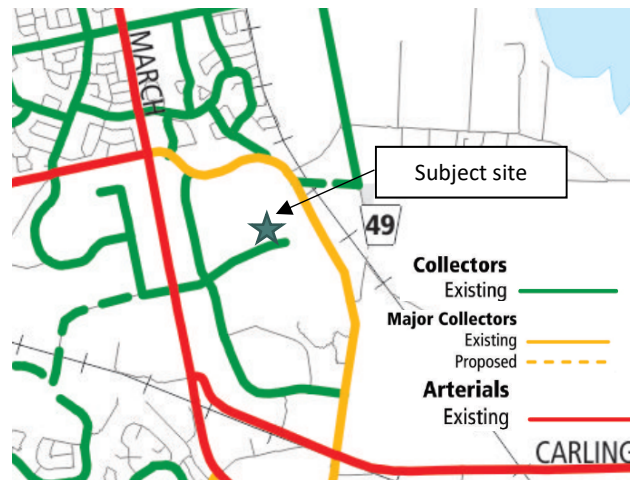 MARCH
Subject site
49
Collectors
Existing
Major Collectors
Existing
Proposed
Arterials
Existing
CARLING